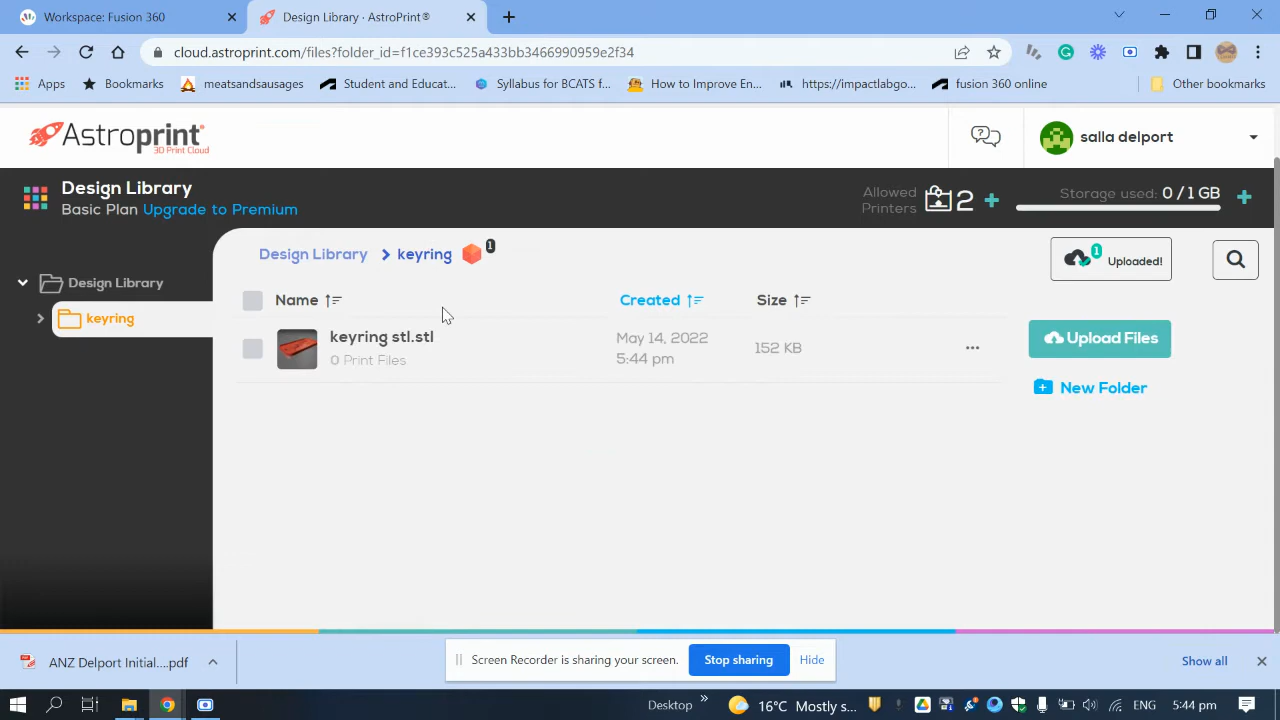 Workspace: Fusion 360
Design Library · AstroPrint®
cloud.astroprint.com/files?folder_id=f1ce393c525a433bb3466990959e2f34
Apps
Bookmarks
meatsandsausages
Student and Educat...
Syllabus for BCATS f...
How to Improve En...
https://impactlabgo...
fusion 360 online
Other bookmarks
Astroprint®
3D Print Cloud
salla delport
Design Library
Basic Plan Upgrade to Premium
Allowed Printers 2
Storage used: 0 / 1 GB
Design Library
keyring
Design Library > keyring 1
1 Uploaded!
Name
Created
Size
keyring stl.stl
0 Print Files
May 14, 2022
5:44 pm
152 KB
Upload Files
New Folder
ANZ Delport Initial....pdf
Screen Recorder is sharing your screen.
Stop sharing
Hide
Show all
Desktop
16°C Mostly s...
ENG
5:44 pm